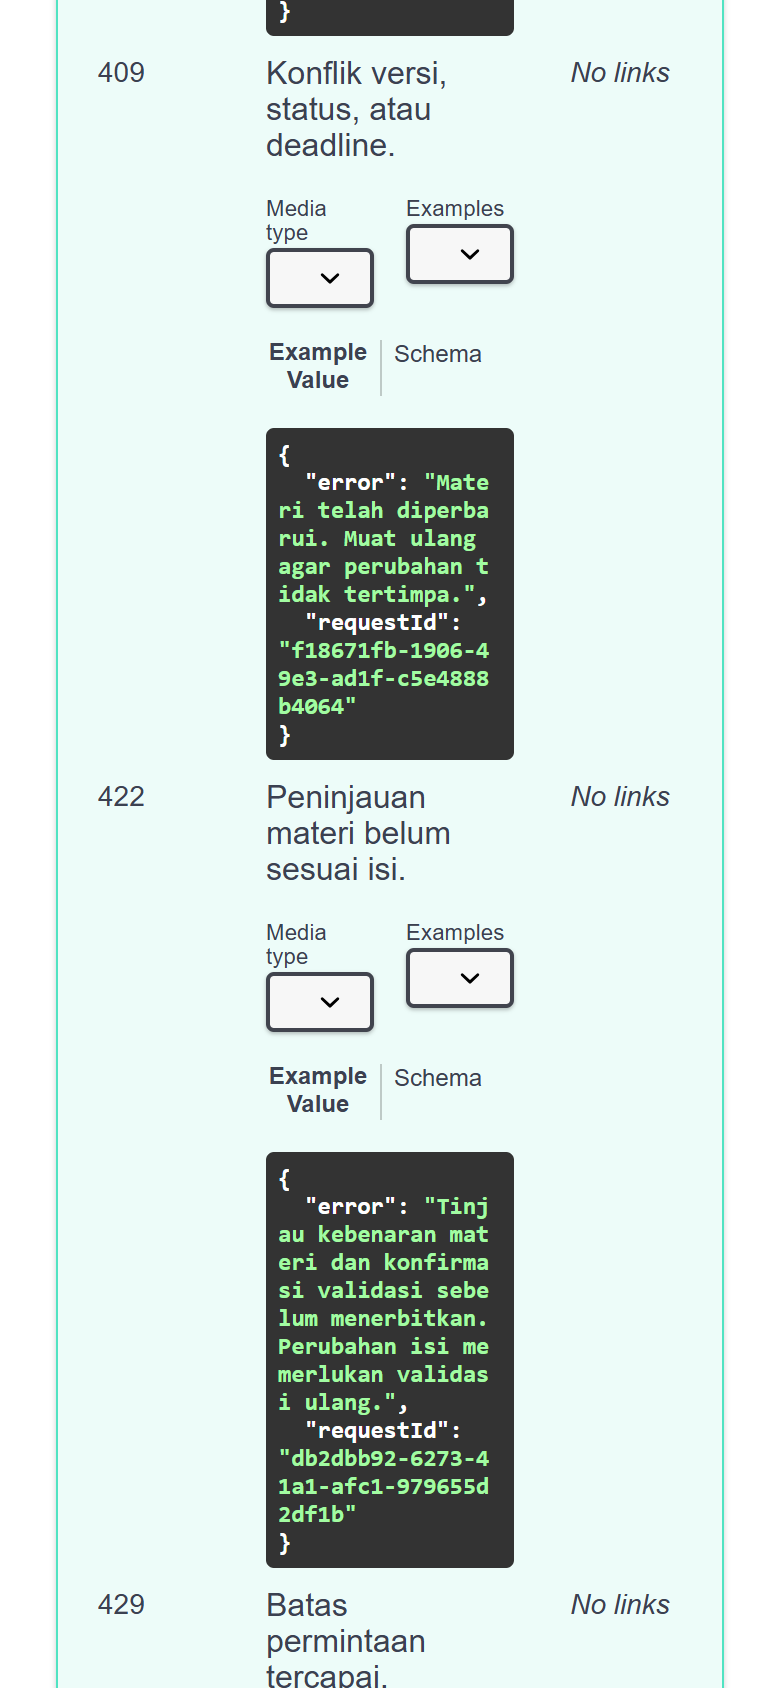 }
409
Konflik versi,
status, atau
deadline.
No links
Media
type
Examples
Example
Value
Schema
{
"error": "Mate
ri telah diperba
rui. Muat ulang
agar perubahan t
idak tertimpa.",
"requestId":
"f18671fb-1906-4
9e3-ad1f-c5e4888
b4064"
}
422
Peninjauan
materi belum
sesuai isi.
No links
Media
type
Examples
Example
Value
Schema
{
"error": "Tinj
au kebenaran mat
eri dan konfirma
si validasi sebe
lum menerbitkan.
Perubahan isi me
merlukan validas
i ulang.",
"requestId":
"db2dbb92-6273-4
1a1-afc1-979655d
2df1b"
}
429
Batas
permintaan
tercapai.
No links